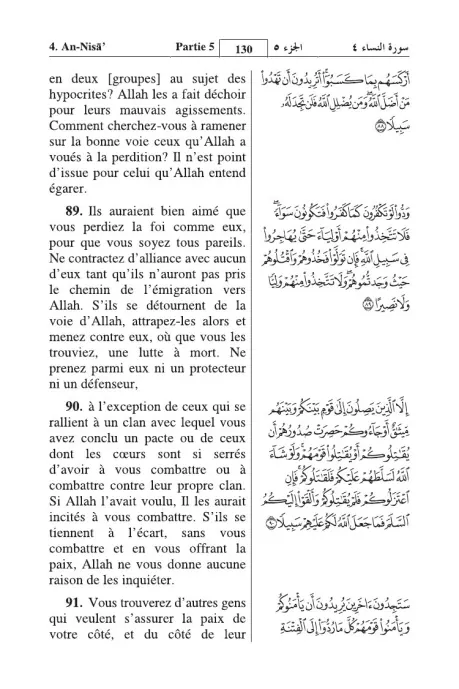 4. An-Nisā’ Partie 5 130 الجزء ٥ سورة النساء ٤
en deux [groupes] au sujet des
hypocrites? Allah les a fait déchoir
pour leurs mauvais agissements.
Comment cherchez-vous à ramener
sur la bonne voie ceux qu’Allah a
voués à la perdition? Il n’est point
d’issue pour celui qu’Allah entend
égarer.
89. Ils auraient bien aimé que
vous perdiez la foi comme eux,
pour que vous soyez tous pareils.
Ne contractez d’alliance avec aucun
d’eux tant qu’ils n’auront pas pris
le chemin de l’émigration vers
Allah. S’ils se détournent de la
voie d’Allah, attrapez-les alors et
menez contre eux, où que vous les
trouviez, une lutte à mort. Ne
prenez parmi eux ni un protecteur
ni un défenseur,
90. à l’exception de ceux qui se
rallient à un clan avec lequel vous
avez conclu un pacte ou de ceux
dont les cœurs sont si serrés
d’avoir à vous combattre ou à
combattre contre leur propre clan.
Si Allah l’avait voulu, Il les aurait
incités à vous combattre. S’ils se
tiennent à l’écart, sans vous
combattre et en vous offrant la
paix, Allah ne vous donne aucune
raison de les inquiéter.
91. Vous trouverez d’autres gens
qui veulent s’assurer la paix de
votre côté, et du côté de leur
أَرْكَسَهُم بِمَا كَسَبُوٓا۟ أَتُرِيدُونَ أَن تَهْدُوا۟
مَنْ أَضَلَّ ٱللَّهُ وَمَن يُضْلِلِ ٱللَّهُ فَلَن تَجِدَ لَهُۥ
سَبِيلًا ٨٨
وَدُّوا۟ لَوْ تَكْفُرُونَ كَمَا كَفَرُوا۟ فَتَكُونُونَ سَوَآءً
فَلَا تَتَّخِذُوا۟ مِنْهُمْ أَوْلِيَآءَ حَتَّىٰ يُهَاجِرُوا۟
فِى سَبِيلِ ٱللَّهِ فَإِن تَوَلَّوْا۟ فَخُذُوهُمْ وَٱقْتُلُوهُمْ
حَيْثُ وَجَدتُّمُوهُمْ وَلَا تَتَّخِذُوا۟ مِنْهُمْ وَلِيًّا
وَلَا نَصِيرًا ٨٩
إِلَّا ٱلَّذِينَ يَصِلُونَ إِلَىٰ قَوْمٍۭ بَيْنَكُمْ وَبَيْنَهُم
مِّيثَٰقٌ أَوْ جَآءُوكُمْ حَصِرَتْ صُدُورُهُمْ أَن
يُقَٰتِلُوكُمْ أَوْ يُقَٰتِلُوا۟ قَوْمَهُمْ وَلَوْ شَآءَ
ٱللَّهُ لَسَلَّطَهُمْ عَلَيْكُمْ فَلَقَٰتَلُوكُمْ فَإِنِ
ٱعْتَزَلُوكُمْ فَلَمْ يُقَٰتِلُوكُمْ وَأَلْقَوْا۟ إِلَيْكُمُ
ٱلسَّلَمَ فَمَا جَعَلَ ٱللَّهُ لَكُمْ عَلَيْهِمْ سَبِيلًا ٩٠
سَتَجِدُونَ ءَاخَرِينَ يُرِيدُونَ أَن يَأْمَنُوكُمْ
وَيَأْمَنُوا۟ قَوْمَهُمْ كُلَّ مَا رُدُّوٓا۟ إِلَى ٱلْفِتْنَةِ